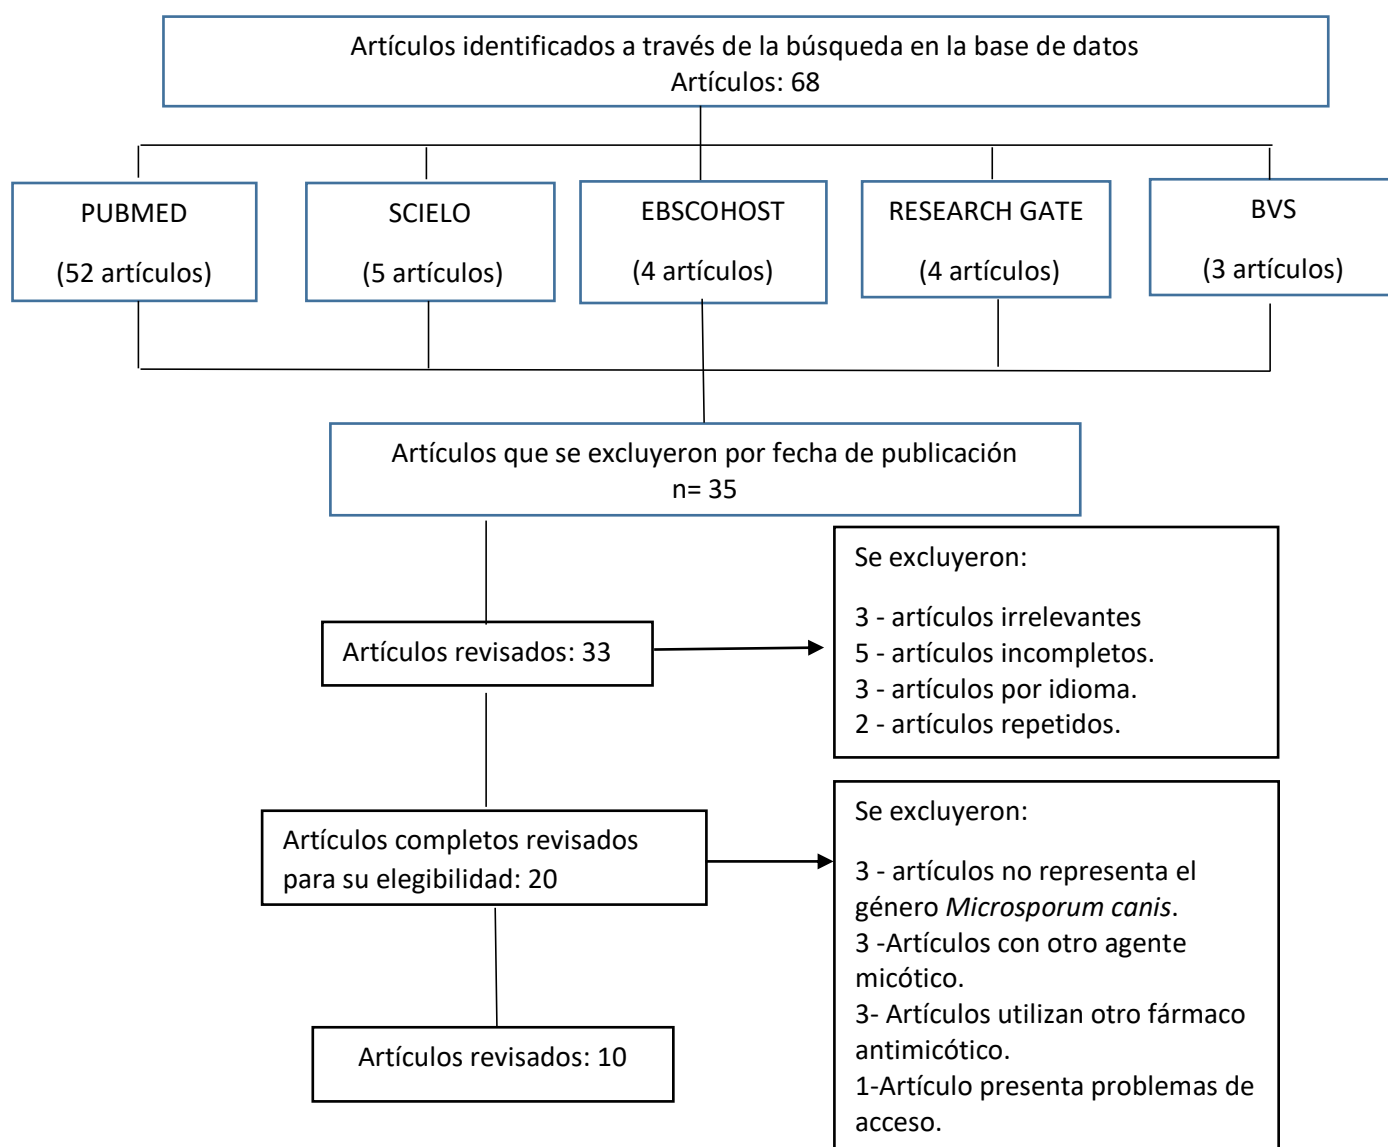 Artículos identificados a través de la búsqueda en la base de datos
Artículos: 68
PUBMED
(52 artículos)
SCIELO
(5 artículos)
EBSCOHOST
(4 artículos)
RESEARCH GATE
(4 artículos)
BVS
(3 artículos)
Artículos que se excluyeron por fecha de publicación
n= 35
Artículos revisados: 33
Se excluyeron:
3 - artículos irrelevantes
5 - artículos incompletos.
3 - artículos por idioma.
2 - artículos repetidos.
Artículos completos revisados
para su elegibilidad: 20
Se excluyeron:
3 - artículos no representa el
género Microsporum canis.
3 -Artículos con otro agente
micótico.
3- Artículos utilizan otro fármaco
antimicótico.
1-Artículo presenta problemas de
acceso.
Artículos revisados: 10